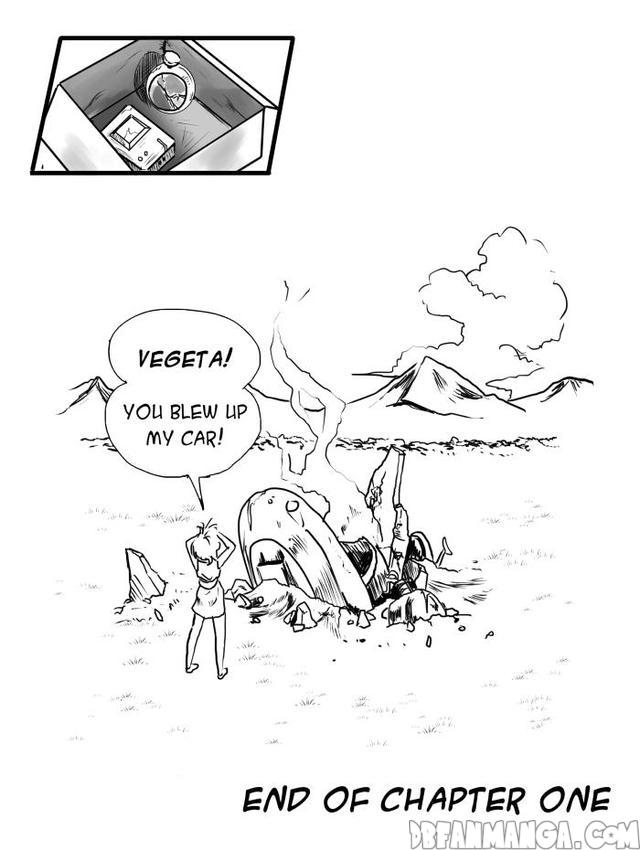 VEGETA!
YOU BLEW UP
MY CAR!
END OF CHAPTER ONE
DBFANMANGA.COM